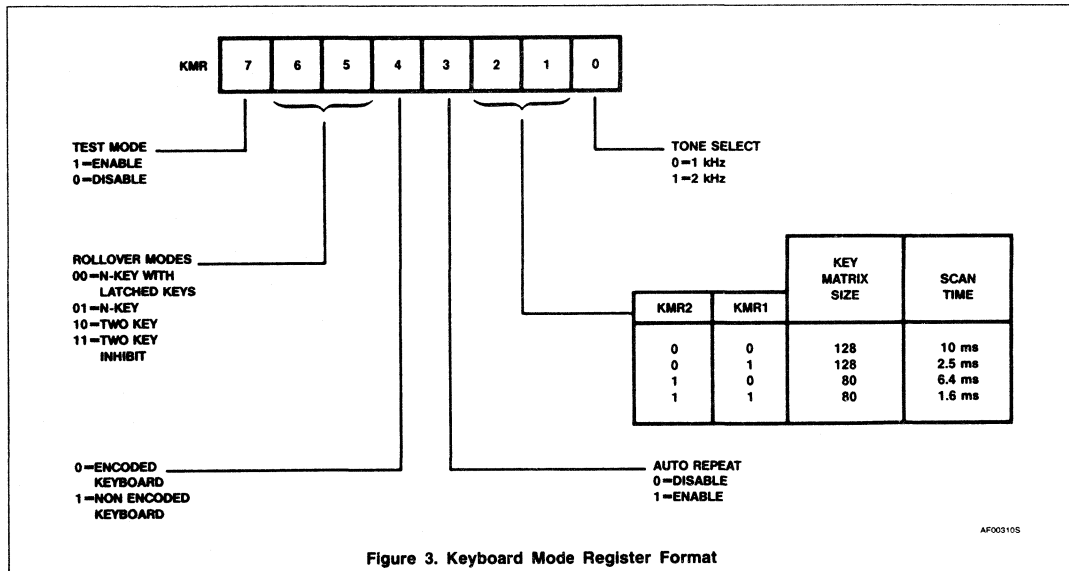 KMR 7 6 5 4 3 2 1 0
TEST MODE
1=ENABLE
0=DISABLE
TONE SELECT
0=1 kHz
1=2 kHz
ROLLOVER MODES
00=N-KEY WITH
LATCHED KEYS
01=N-KEY
10=TWO KEY
11=TWO KEY
INHIBIT
KEY
MATRIX
SIZE
SCAN
TIME
KMR2 KMR1
0 0 128 10 ms
0 1 128 2.5 ms
1 0 80 6.4 ms
1 1 80 1.6 ms
0=ENCODED
KEYBOARD
1=NON ENCODED
KEYBOARD
AUTO REPEAT
0=DISABLE
1=ENABLE
AF00310S
Figure 3. Keyboard Mode Register Format